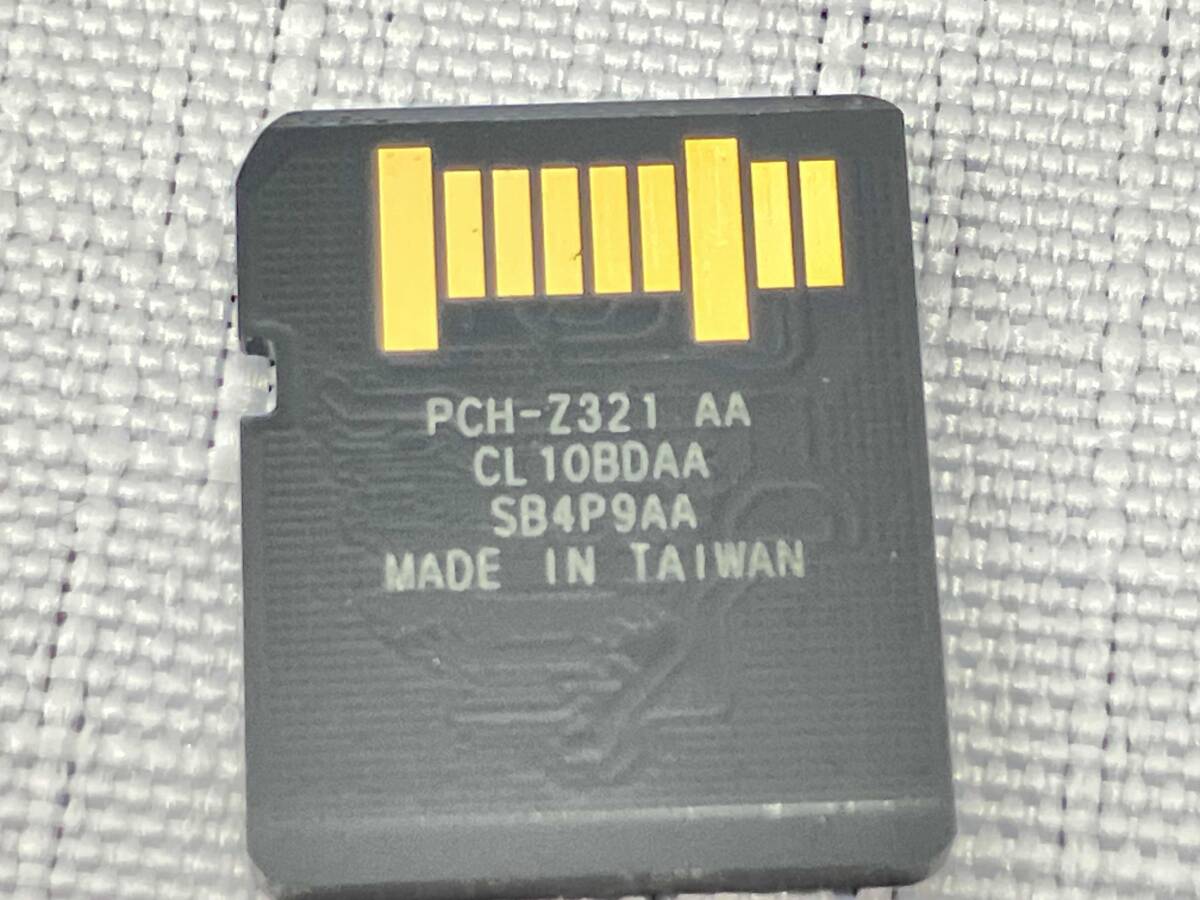 PCH-Z321 AA
CL10BDAA
SB4P9AA
MADE IN TAIWAN